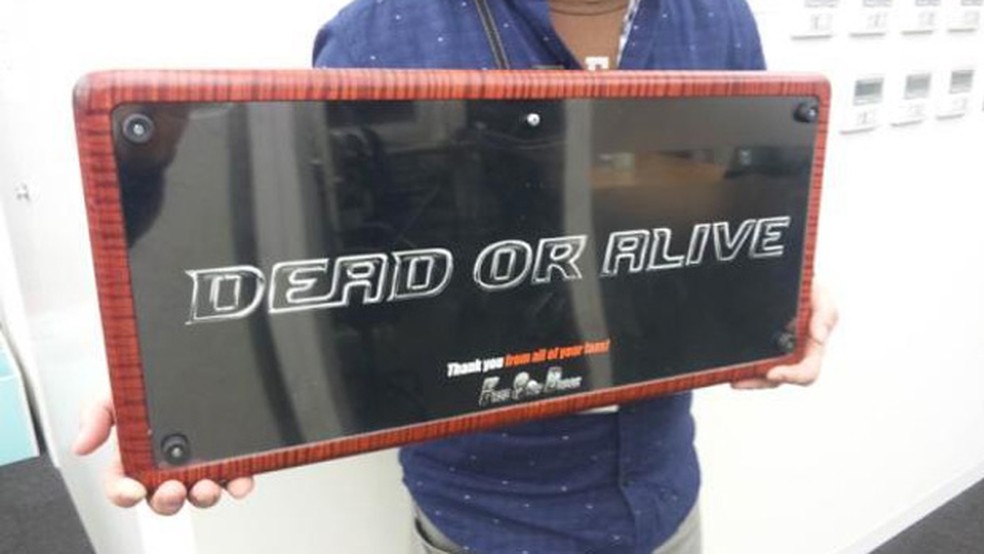 DEAD OR ALIVE
Thank you from all of your fans!